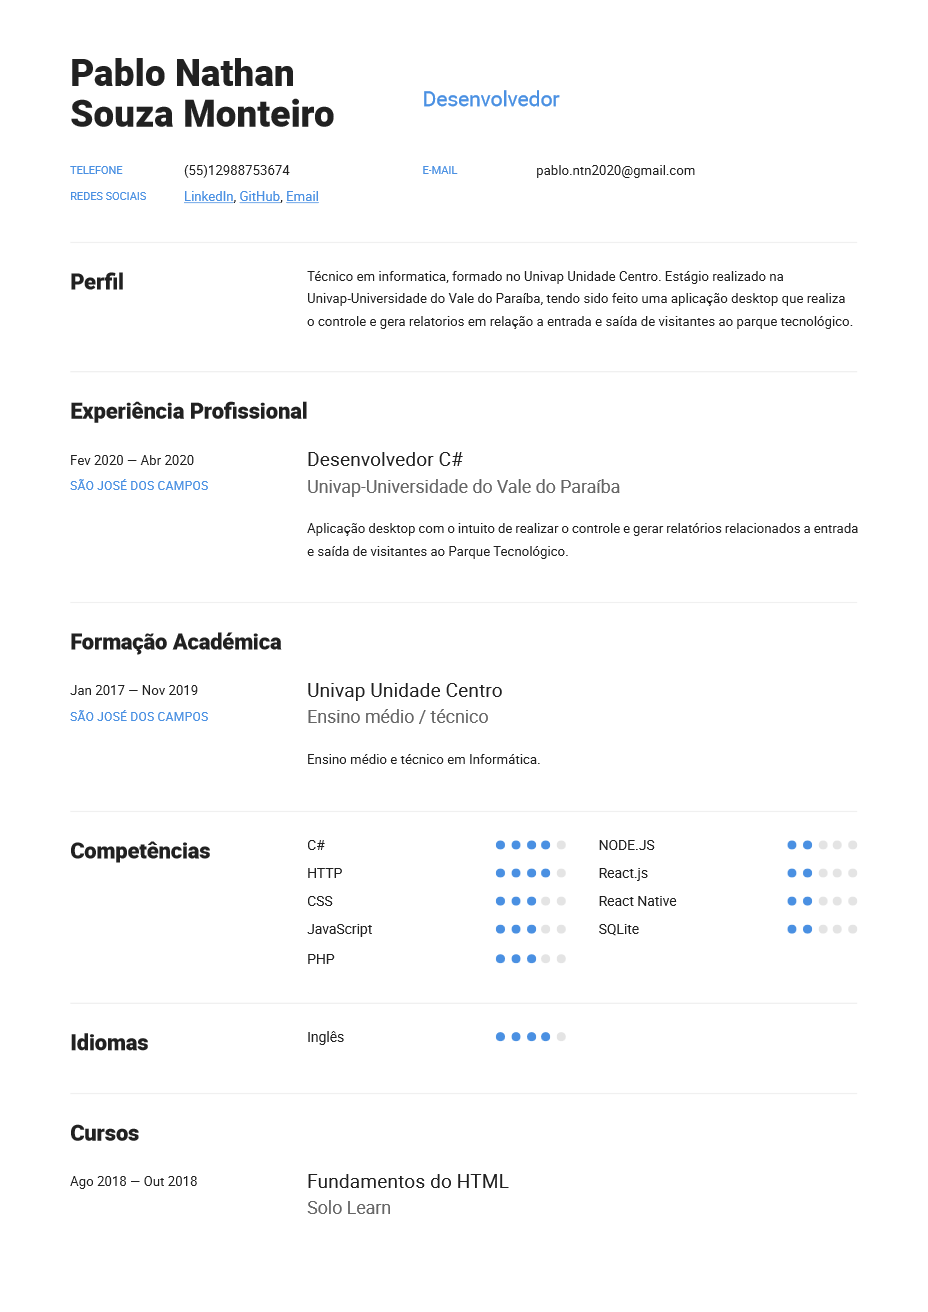 Pablo Nathan
Souza Monteiro
Desenvolvedor
TELEFONE (55)12988753674 E-MAIL pablo.ntn2020@gmail.com
REDES SOCIAIS LinkedIn, GitHub, Email
Perfil
Técnico em informatica, formado no Univap Unidade Centro. Estágio realizado na
Univap-Universidade do Vale do Paraíba, tendo sido feito uma aplicação desktop que realiza
o controle e gera relatorios em relação a entrada e saída de visitantes ao parque tecnológico.
Experiência Profissional
Fev 2020 — Abr 2020
SÃO JOSÉ DOS CAMPOS
Desenvolvedor C#
Univap-Universidade do Vale do Paraíba
Aplicação desktop com o intuito de realizar o controle e gerar relatórios relacionados a entrada
e saída de visitantes ao Parque Tecnológico.
Formação Académica
Jan 2017 — Nov 2019
SÃO JOSÉ DOS CAMPOS
Univap Unidade Centro
Ensino médio / técnico
Ensino médio e técnico em Informática.
Competências
C# NODE.JS
HTTP React.js
CSS React Native
JavaScript SQLite
PHP
Idiomas
Inglês
Cursos
Ago 2018 — Out 2018
Fundamentos do HTML
Solo Learn